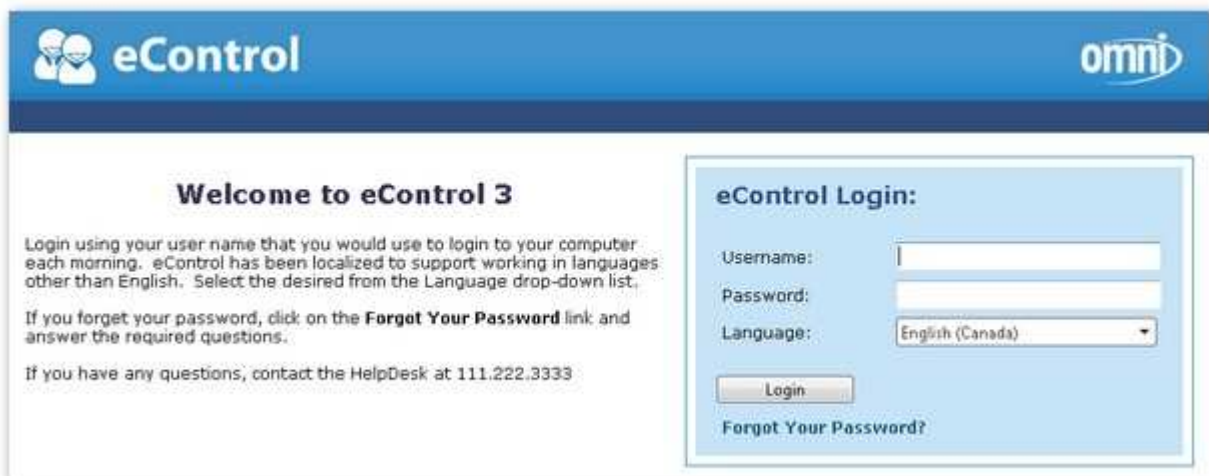 eControl
omni
Welcome to eControl 3
Login using your user name that you would use to login to your computer
each morning.  eControl has been localized to support working in languages
other than English.  Select the desired from the Language drop-down list.
If you forget your password, click on the Forgot Your Password link and
answer the required questions.
If you have any questions, contact the HelpDesk at 111.222.3333
eControl Login:
Username:
Password:
Language: English (Canada)
Login
Forgot Your Password?